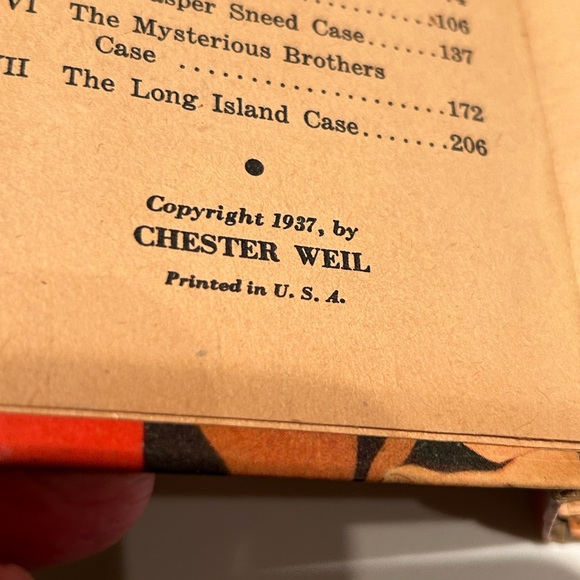 Sneed Case......137
VI The Mysterious Brothers
Case ....................172
The Long Island Case.......206
Copyright 1937, by
CHESTER WEIL
Printed in U. S. A.
106